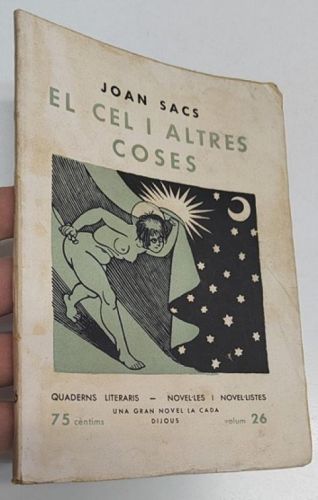 JOAN SACS
EL CEL I ALTRES
COSES
QUADERNS LITERARIS – NOVEL·LES I NOVEL·LISTES
UNA GRAN NOVEL LA CADA
75 cèntims DIJOUS volum 26